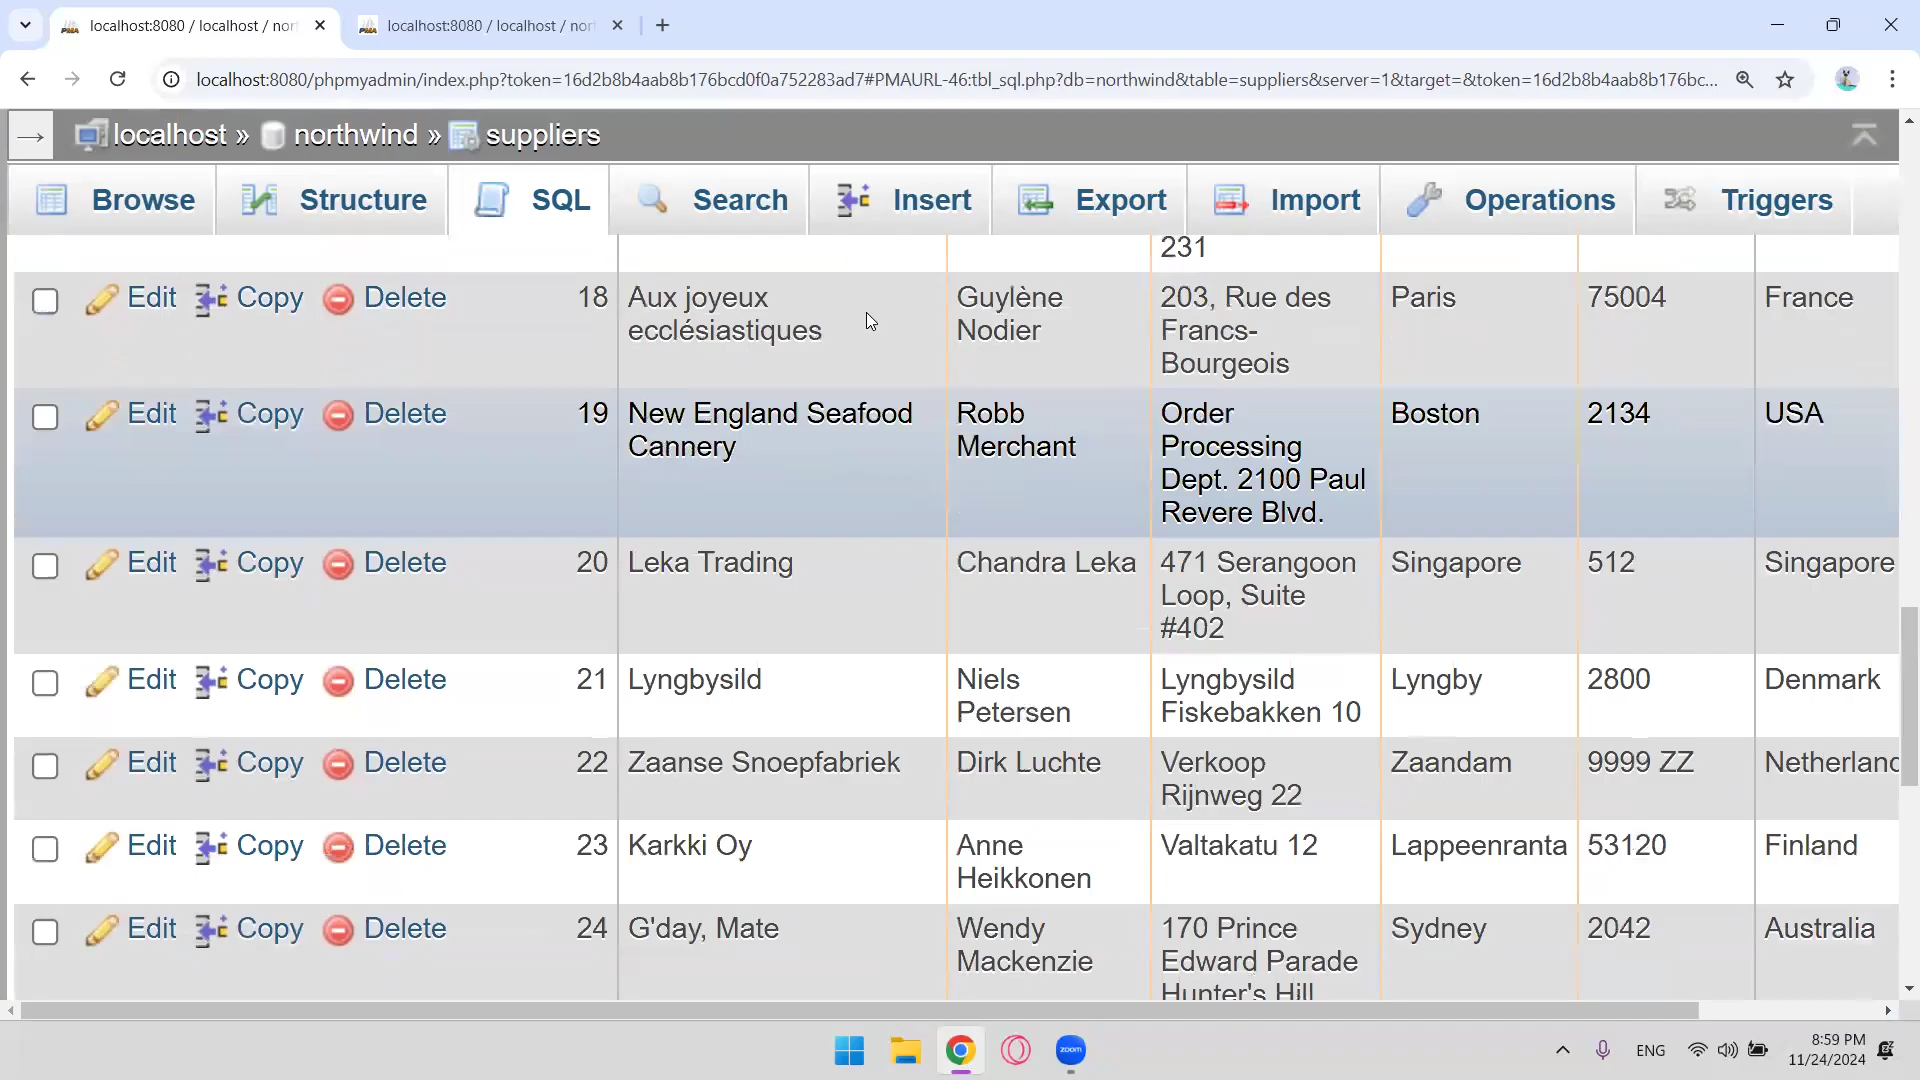 localhost:8080 / localhost / nor
localhost:8080 / localhost / nor
localhost:8080/phpmyadmin/index.php?token=16d2b8b4aab8b176bcd0f0a752283ad7#PMAURL-46:tbl_sql.php?db=northwind&table=suppliers&server=1&target=&token=16d2b8b4aab8b176bc...
localhost » northwind » suppliers
Browse Structure SQL Search Insert Export Import Operations Triggers
231
Edit Copy Delete 18 Aux joyeux Guylène 203, Rue des Paris 75004 France
ecclésiastiques Nodier Francs-
Bourgeois
Edit Copy Delete 19 New England Seafood Robb Order Boston 2134 USA
Cannery Merchant Processing
Dept. 2100 Paul
Revere Blvd.
Edit Copy Delete 20 Leka Trading Chandra Leka 471 Serangoon Singapore 512 Singapore
Loop, Suite
#402
Edit Copy Delete 21 Lyngbysild Niels Lyngbysild Lyngby 2800 Denmark
Petersen Fiskebakken 10
Edit Copy Delete 22 Zaanse Snoepfabriek Dirk Luchte Verkoop Zaandam 9999 ZZ Netherland
Rijnweg 22
Edit Copy Delete 23 Karkki Oy Anne Valtakatu 12 Lappeenranta 53120 Finland
Heikkonen
Edit Copy Delete 24 G'day, Mate Wendy 170 Prince Sydney 2042 Australia
Mackenzie Edward Parade
Hunter's Hill
zoom
ENG
8:59 PM
11/24/2024